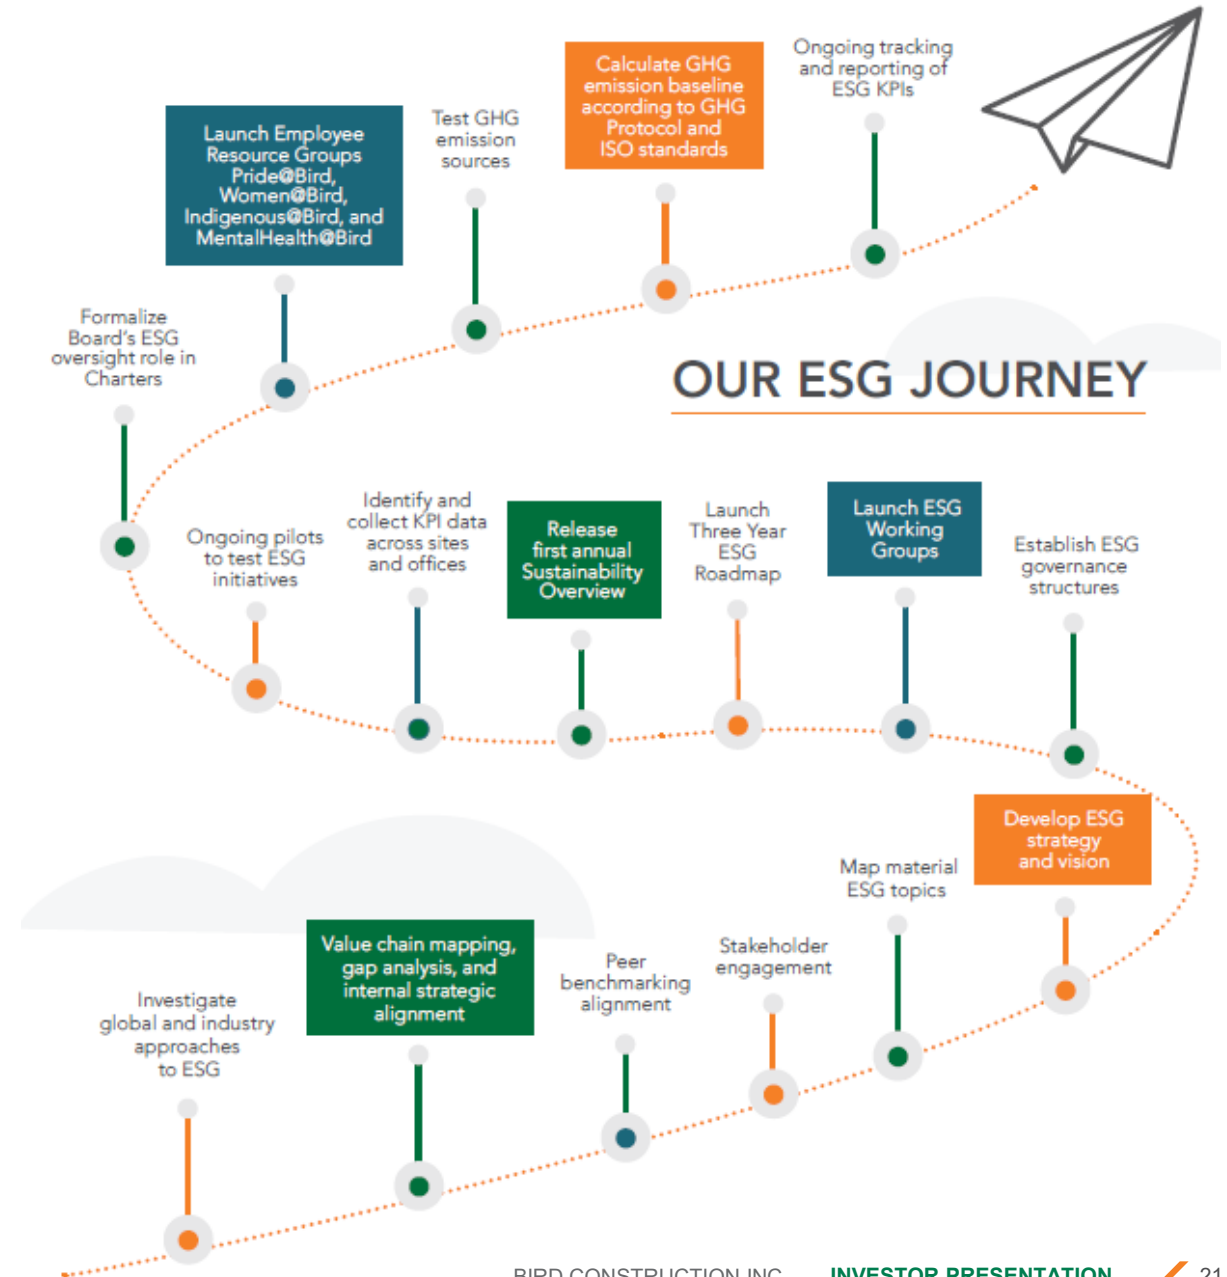 Ongoing tracking
and reporting of
ESG KPIs
Calculate GHG
emission baseline
according to GHG
Protocol and
ISO standards
Test GHG
emission
sources
Launch Employee
Resource Groups
Pride@Bird,
Women@Bird,
Indigenous@Bird, and
MentalHealth@Bird
Formalize
Board's ESG
oversight role in
Charters
OUR ESG JOURNEY
Ongoing pilots
to test ESG
initiatives
Identify and
collect KPI data
across sites
and offices
Release
first annual
Sustainability
Overview
Launch
Three Year
ESG
Roadmap
Launch ESG
Working
Groups
Establish ESG
governance
structures
Develop ESG
strategy
and vision
Map material
ESG topics
Stakeholder
engagement
Peer
benchmarking
alignment
Value chain mapping,
gap analysis, and
internal strategic
alignment
Investigate
global and industry
approaches
to ESG
BIRD CONSTRUCTION INC INVESTOR PRESENTATION 21